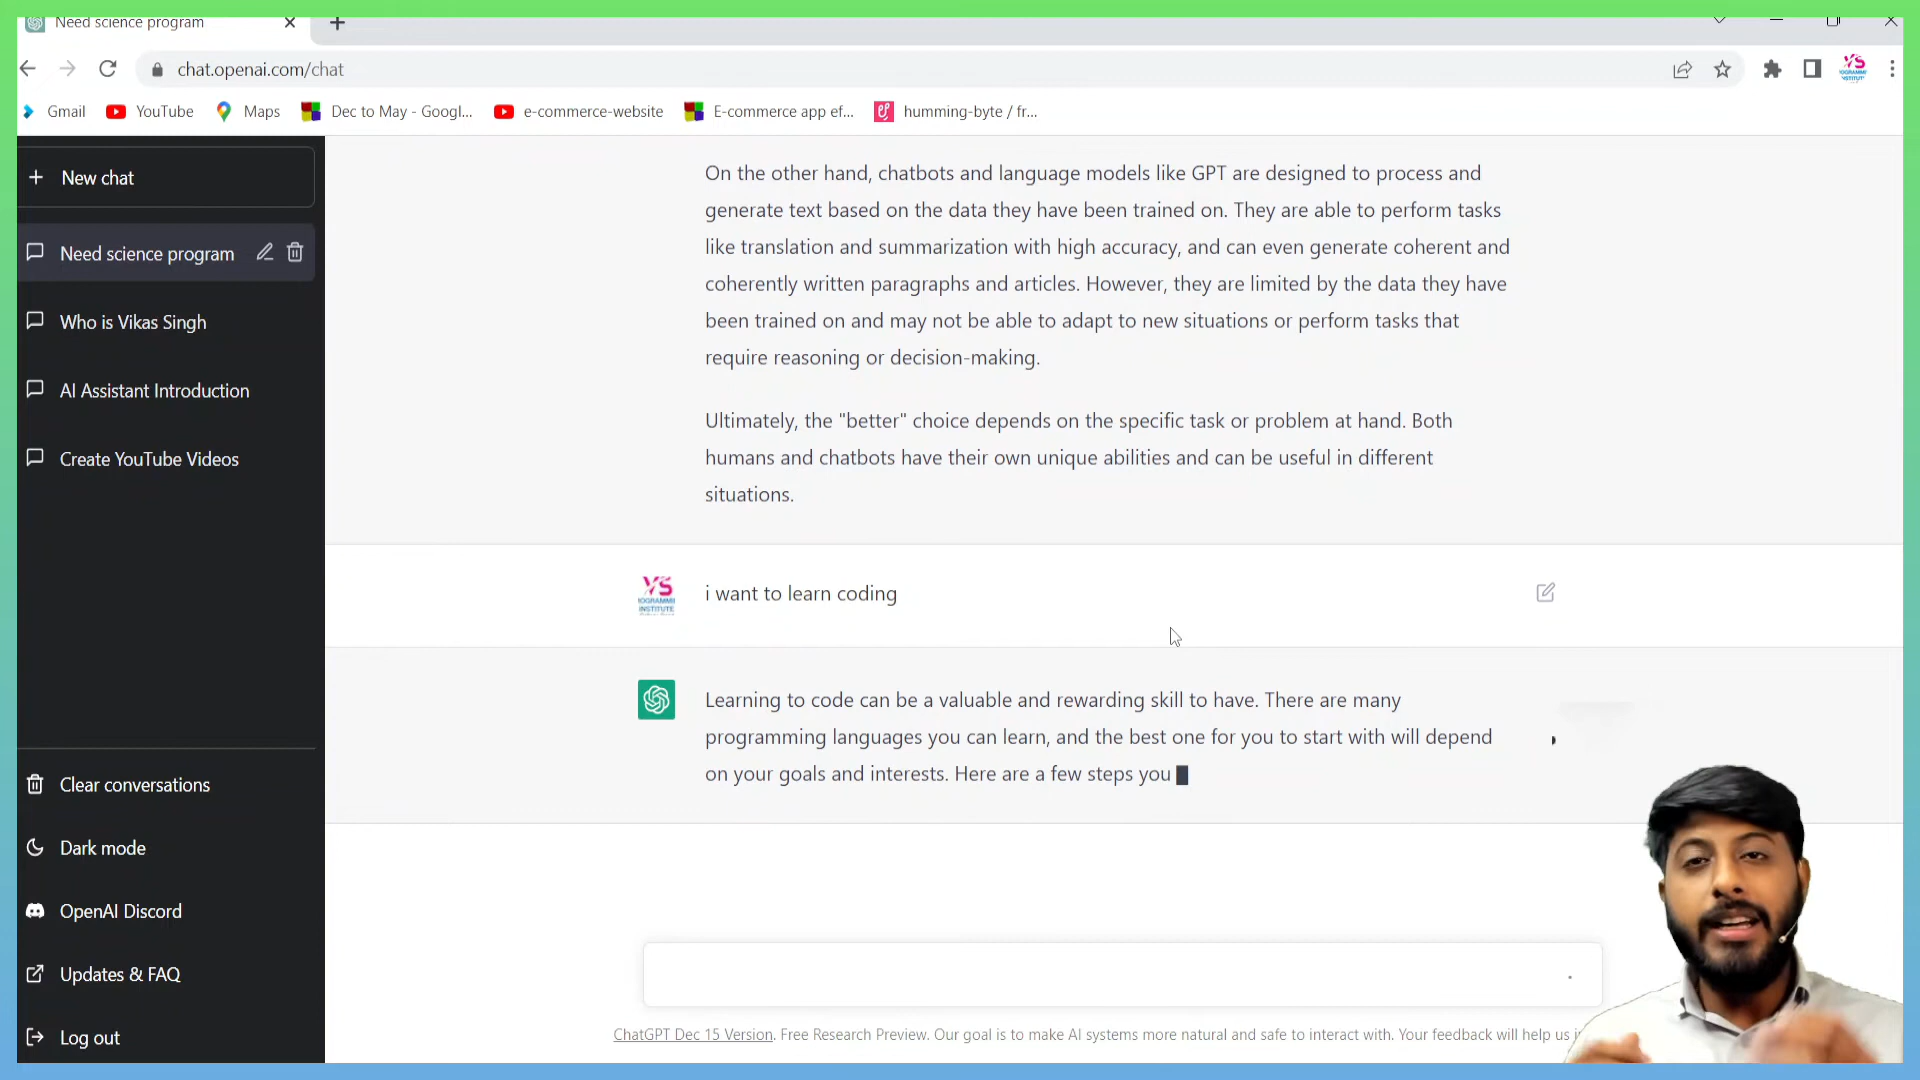 Need science program
chat.openai.com/chat
Gmail
YouTube
Maps
Dec to May - Googl...
e-commerce-website
E-commerce app ef...
humming-byte / fr...
New chat
Need science program
Who is Vikas Singh
AI Assistant Introduction
Create YouTube Videos
Clear conversations
Dark mode
OpenAI Discord
Updates & FAQ
Log out
On the other hand, chatbots and language models like GPT are designed to process and
generate text based on the data they have been trained on. They are able to perform tasks
like translation and summarization with high accuracy, and can even generate coherent and
coherently written paragraphs and articles. However, they are limited by the data they have
been trained on and may not be able to adapt to new situations or perform tasks that
require reasoning or decision-making.
Ultimately, the "better" choice depends on the specific task or problem at hand. Both
humans and chatbots have their own unique abilities and can be useful in different
situations.
YS
INSTITUTE
i want to learn coding
Learning to code can be a valuable and rewarding skill to have. There are many
programming languages you can learn, and the best one for you to start with will depend
on your goals and interests. Here are a few steps you
ChatGPT Dec 15 Version. Free Research Preview. Our goal is to make AI systems more natural and safe to interact with. Your feedback will help us